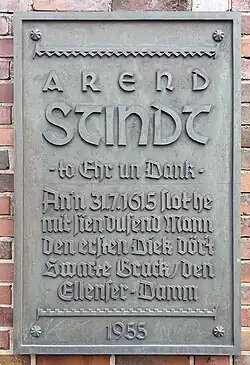 AREND
STINDT
- to Ehr un Dank -
An'n 31.7.1615 slot he
mit sien dusend Mann
den ersten Diek dört
Swarte Brack / den
Ellenser-Damm
1955